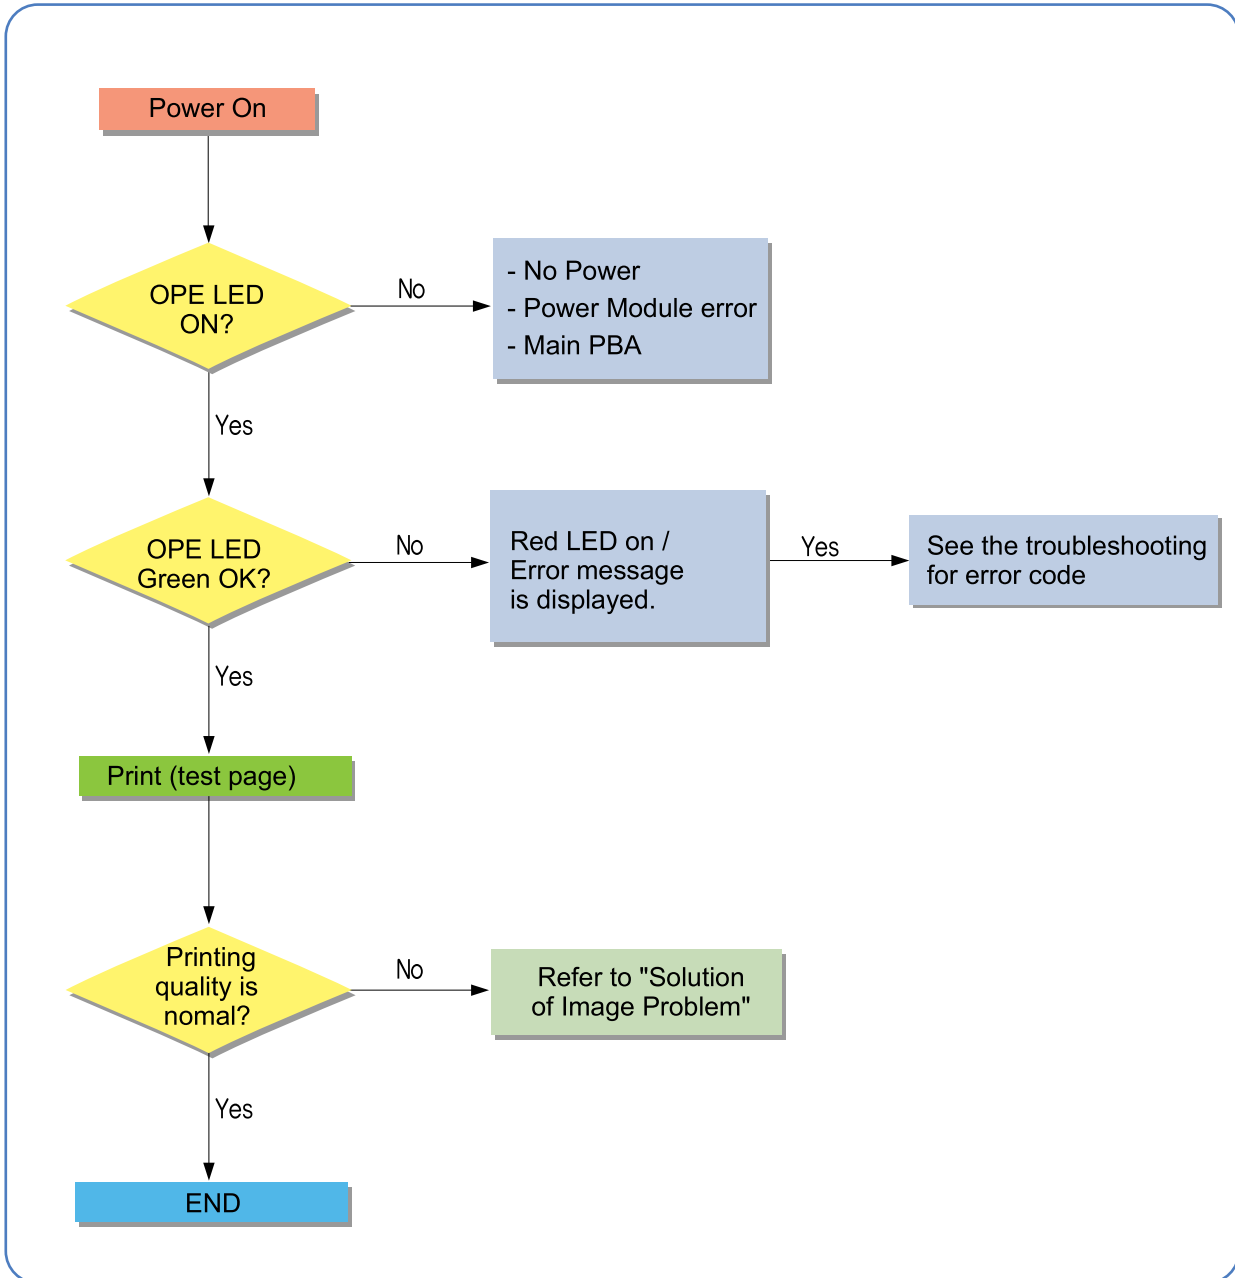 Power On
OPE LED
ON?
No
- No Power
- Power Module error
- Main PBA
Yes
OPE LED
Green OK?
No
Red LED on /
Error message
is displayed.
Yes
See the troubleshooting
for error code
Yes
Print (test page)
Printing
quality is
nomal?
No
Refer to "Solution
of Image Problem"
Yes
END